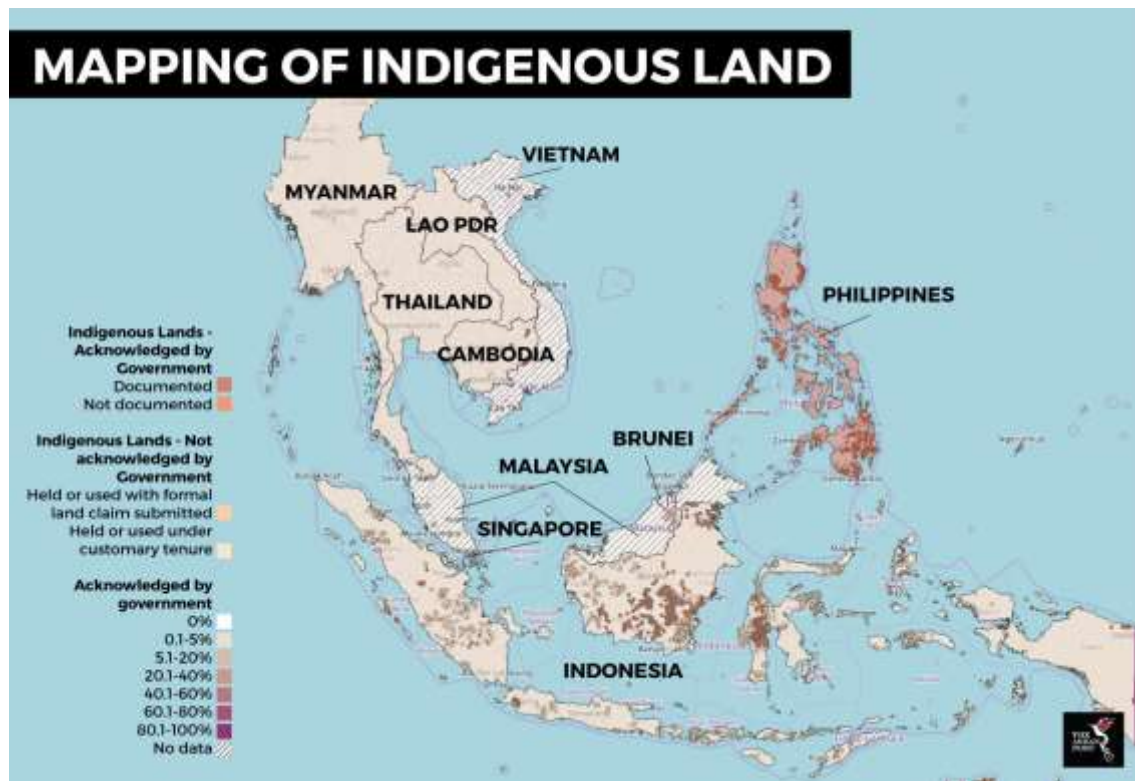 MAPPING OF INDIGENOUS LAND
VIETNAM
MYANMAR
LAO PDR
THAILAND
PHILIPPINES
CAMBODIA
BRUNEI
MALAYSIA
SINGAPORE
INDONESIA
Indigenous Lands -
Acknowledged by
Government
Documented
Not documented
Indigenous Lands - Not
acknowledged by
Government
Held or used with formal
land claim submitted
Held or used under
customary tenure
Acknowledged by
government
0%
0.1-5%
5.1-20%
20.1-40%
40.1-60%
60.1-80%
80.1-100%
No data
THE
ASEAN
POST